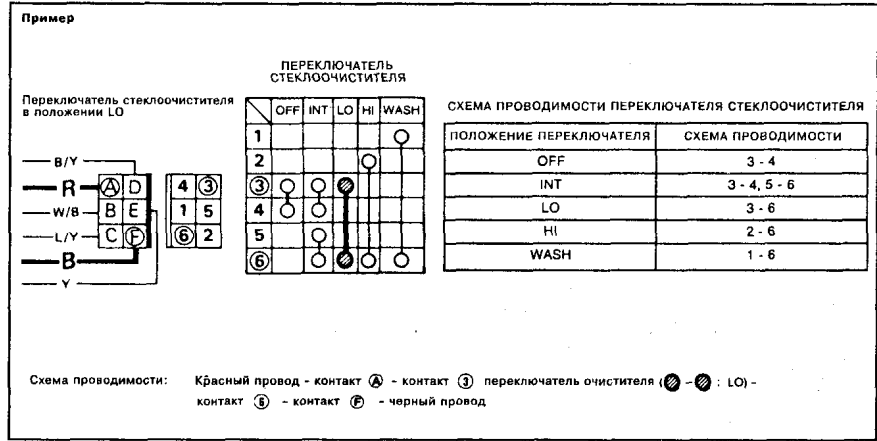 Пример
ПЕРЕКЛЮЧАТЕЛЬ
СТЕКЛООЧИСТИТЕЛЯ
Переключатель стеклоочистителя
в положении LO
B/Y
R
W/B
L/Y
B
Y
A D
B E
C F
4 3
1 5
6 2
OFF INT LO HI WASH
1
2
3
4
5
6
СХЕМА ПРОВОДИМОСТИ ПЕРЕКЛЮЧАТЕЛЯ СТЕКЛООЧИСТИТЕЛЯ
ПОЛОЖЕНИЕ ПЕРЕКЛЮЧАТЕЛЯ СХЕМА ПРОВОДИМОСТИ
OFF 3 - 4
INT 3 - 4, 5 - 6
LO 3 - 6
HI 2 - 6
WASH 1 - 6
Схема проводимости: Красный провод - контакт A - контакт 3 переключатель очистителя ( - : LO) -
контакт 6 - контакт F - черный провод